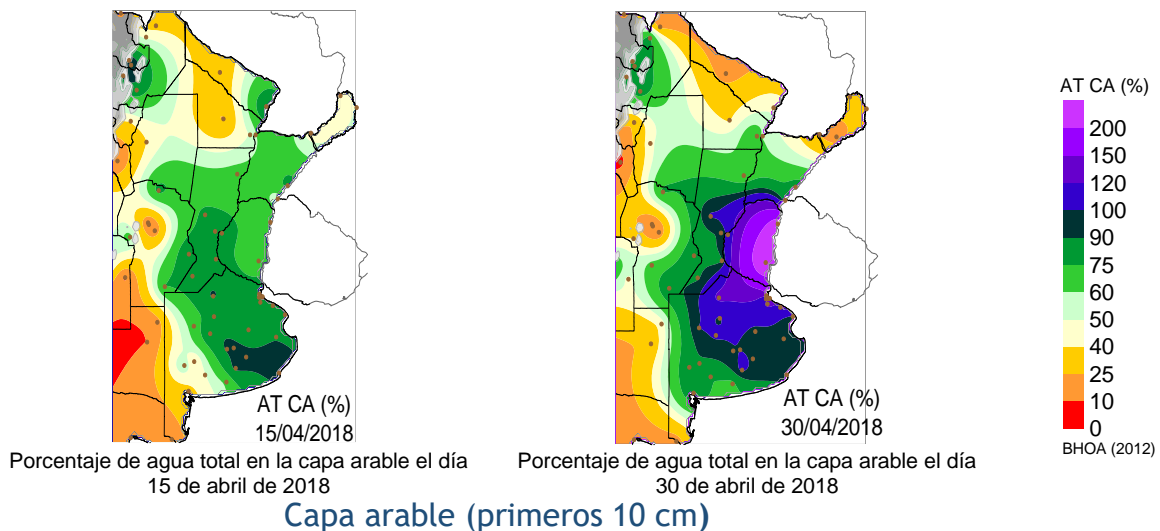 AT CA (%)
15/04/2018
Porcentaje de agua total en la capa arable el día
15 de abril de 2018
AT CA (%)
30/04/2018
Porcentaje de agua total en la capa arable el día
30 de abril de 2018
AT CA (%)
200
150
120
100
90
75
60
50
40
25
10
0
BHOA (2012)
Capa arable (primeros 10 cm)